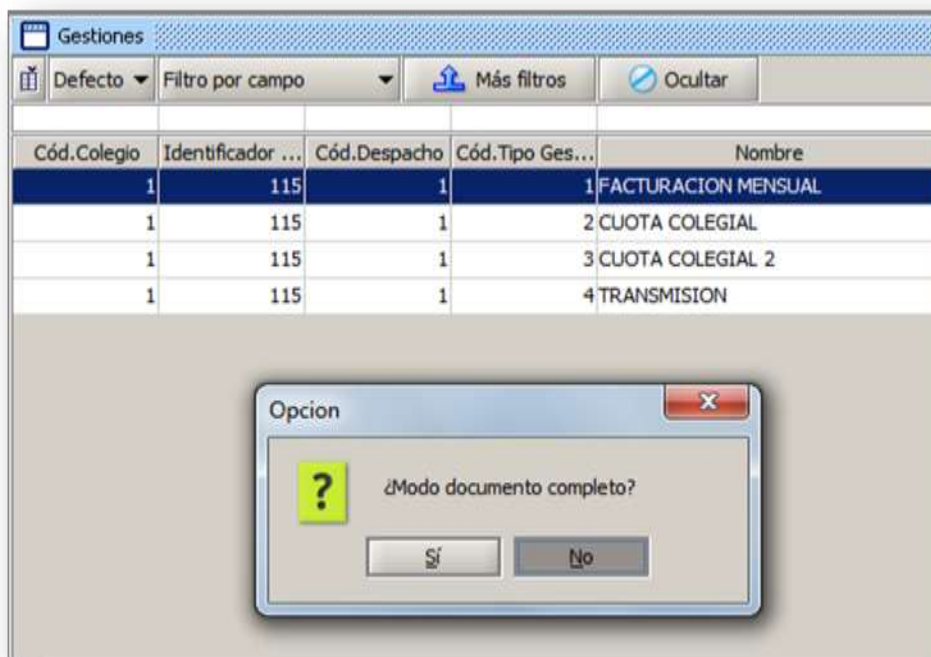 Gestiones
Defecto Filtro por campo Más filtros Ocultar
Cód.Colegio Identificador ... Cód.Despacho Cód.Tipo Ges... Nombre
1 115 1 1 FACTURACION MENSUAL
1 115 1 2 CUOTA COLEGIAL
1 115 1 3 CUOTA COLEGIAL 2
1 115 1 4 TRANSMISION
Opcion
¿Modo documento completo?
Sí No